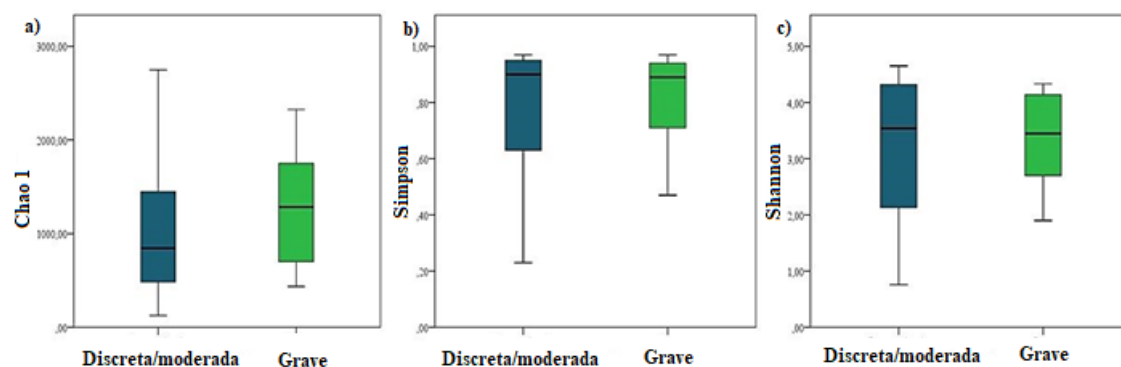 a)
3000,00
2000,00
1000,00
,00
Chao 1
Discreta/moderada
Grave
b)
1,00
,80
,60
,40
,20
,00
Simpson
Discreta/moderada
Grave
c)
5,00
4,00
3,00
2,00
1,00
,00
Shannon
Discreta/moderada
Grave